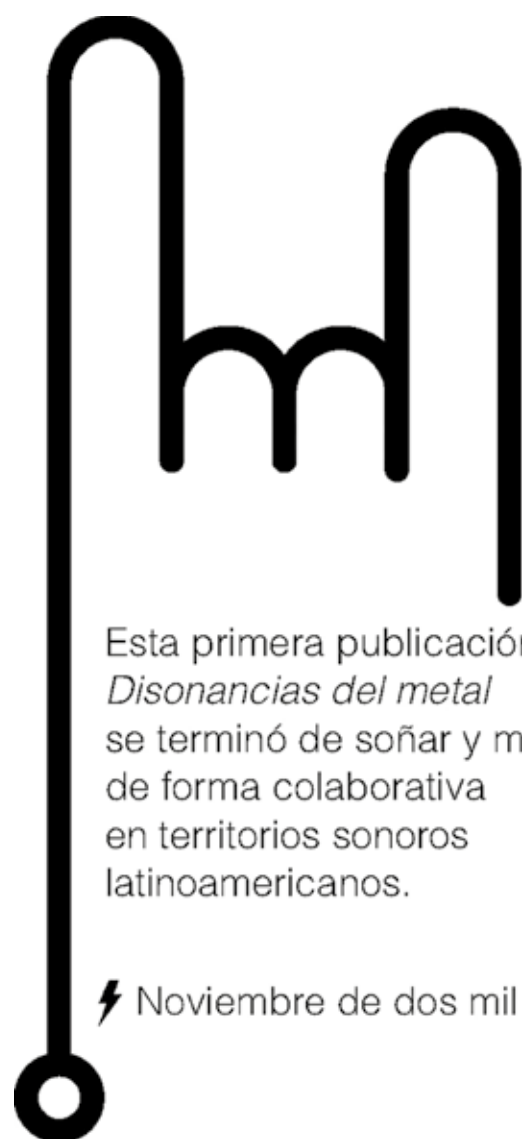 Esta primera publicación
Disonancias del metal
se terminó de soñar y m
de forma colaborativa
en territorios sonoros
latinoamericanos.
Noviembre de dos mil